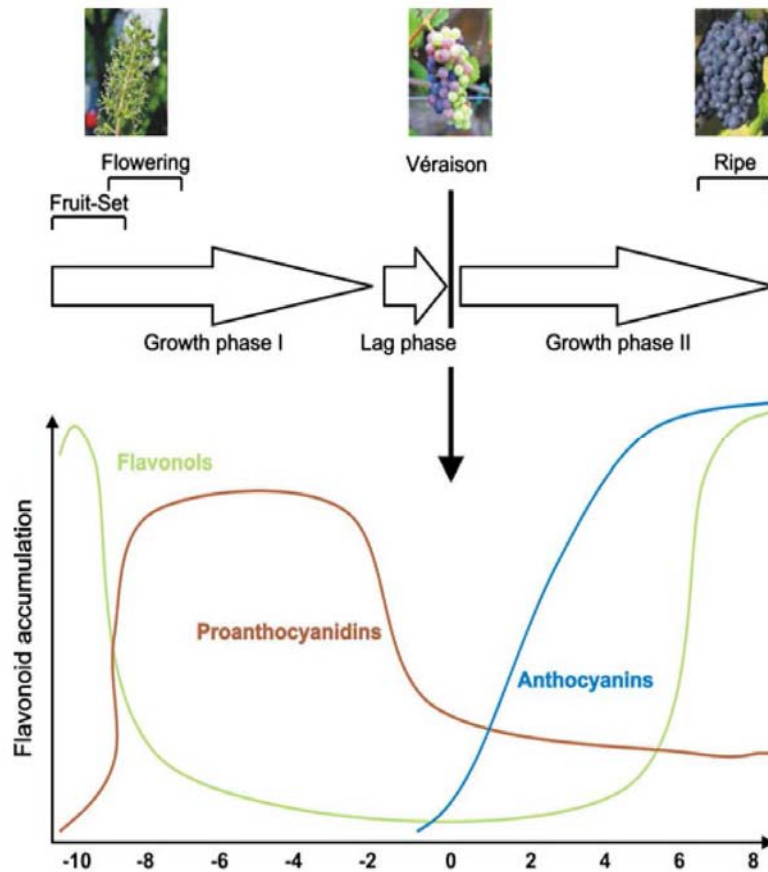 Flowering
Véraison
Ripe
Fruit-Set
Growth phase I
Lag phase
Growth phase II
Flavonols
Proanthocyanidins
Anthocyanins
Flavonoid accumulation
-10 -8 -6 -4 -2 0 2 4 6 8